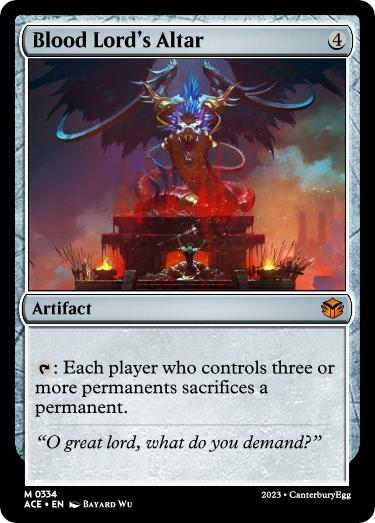 Blood Lord's Altar 4
Artifact
: Each player who controls three or
more permanents sacrifices a
permanent.
“O great lord, what do you demand?”
M 0334
ACE • EN Bayard Wu
2023 • CanterburyEgg